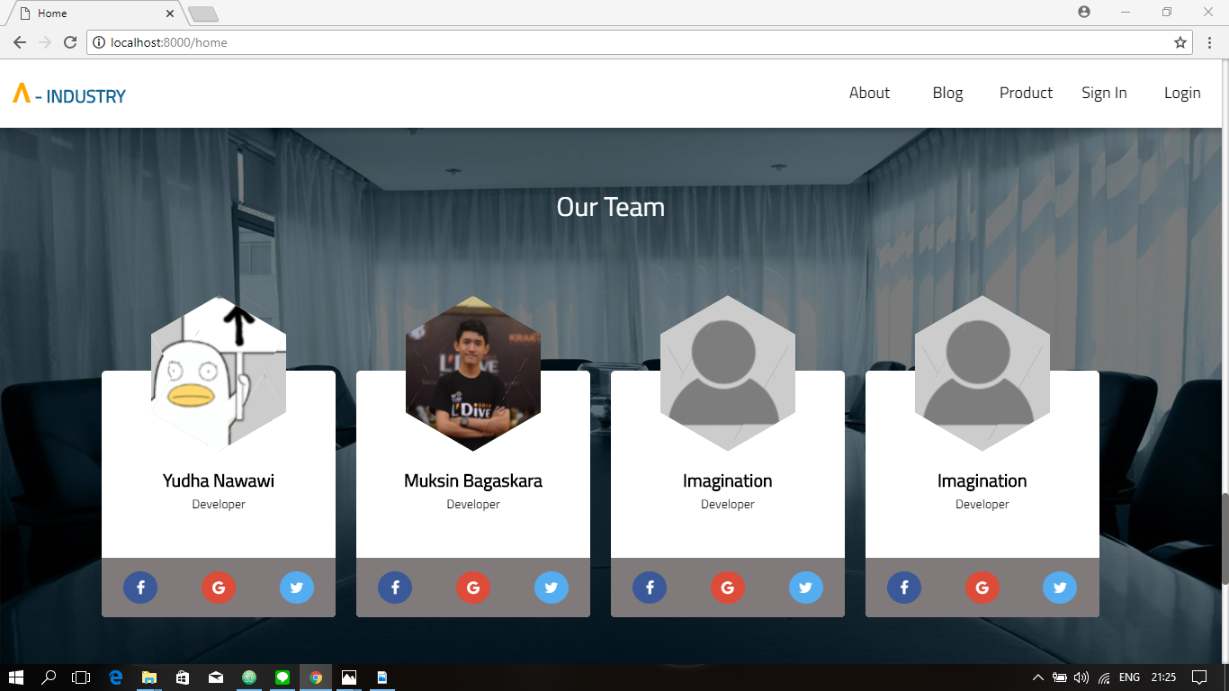 Home
localhost:8000/home
Λ - INDUSTRY
About Blog Product Sign In Login
Our Team
L'DIVE
Yudha Nawawi
Developer
Muksin Bagaskara
Developer
Imagination
Developer
Imagination
Developer
ENG 21:25